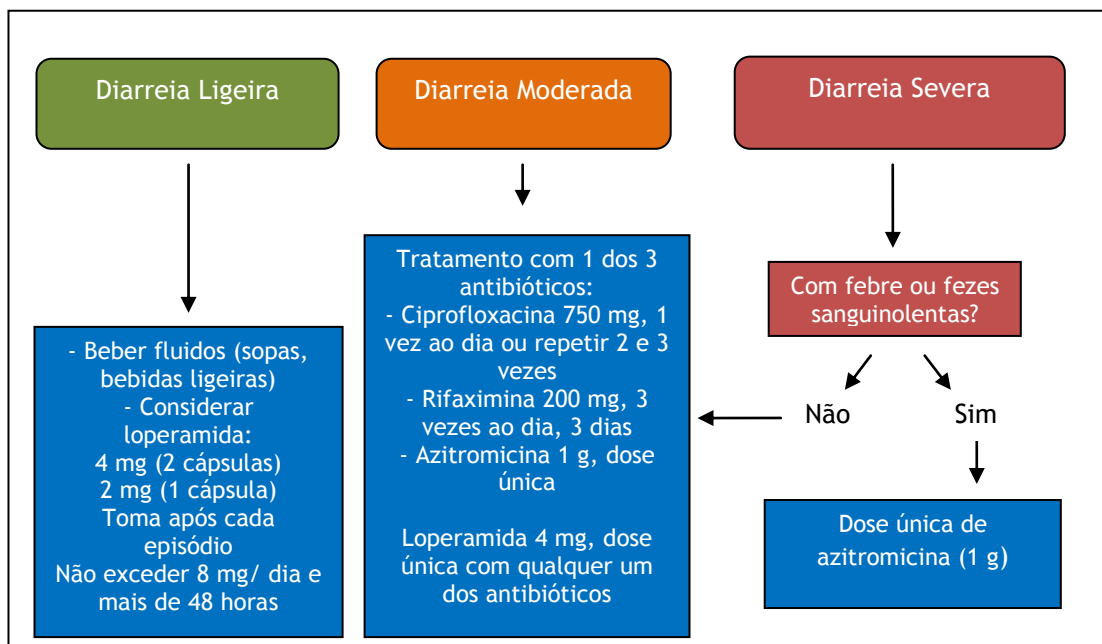 Diarreia Ligeira
Diarreia Moderada
Diarreia Severa
- Beber fluidos (sopas,
bebidas ligeiras)
- Considerar
loperamida:
4 mg (2 cápsulas)
2 mg (1 cápsula)
Toma após cada
episódio
Não exceder 8 mg/ dia e
mais de 48 horas
Tratamento com 1 dos 3
antibióticos:
- Ciprofloxacina 750 mg, 1
vez ao dia ou repetir 2 e 3
vezes
- Rifaximina 200 mg, 3
vezes ao dia, 3 dias
- Azitromicina 1 g, dose
única
Loperamida 4 mg, dose
única com qualquer um
dos antibióticos
Com febre ou fezes
sanguinolentas?
Não
Sim
Dose única de
azitromicina (1 g)